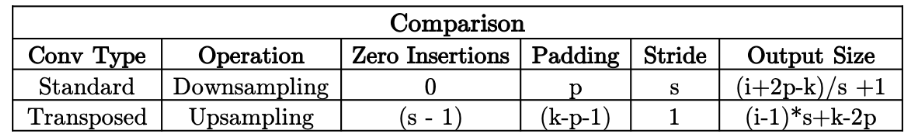 Comparison
Conv Type Operation Zero Insertions Padding Stride Output Size
Standard Downsampling 0 p s (i+2p-k)/s +1
Transposed Upsampling (s - 1) (k-p-1) 1 (i-1)*s+k-2p